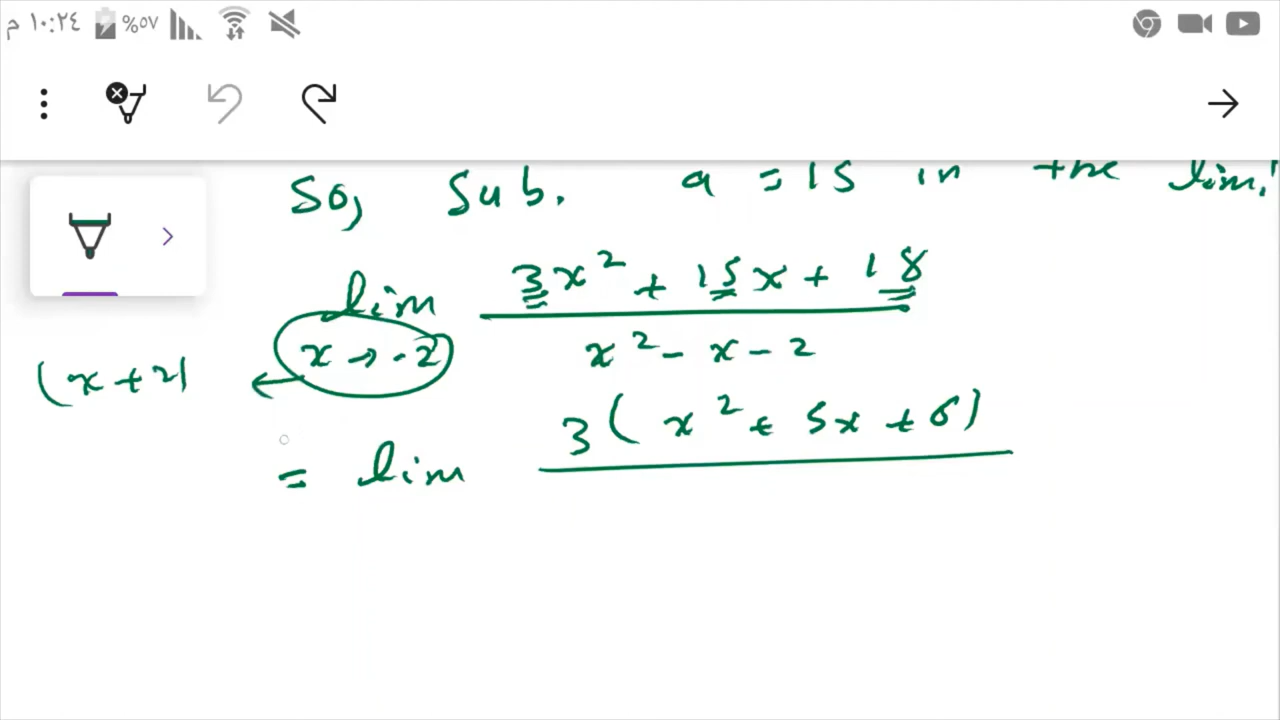 ١٠:٢٤ م %٥٧
So, Sub. a = 15 in the lim.
lim 3x² + 15x + 18
x → -2 x² - x - 2
(x + 2)
= lim 3(x² + 5x + 6)